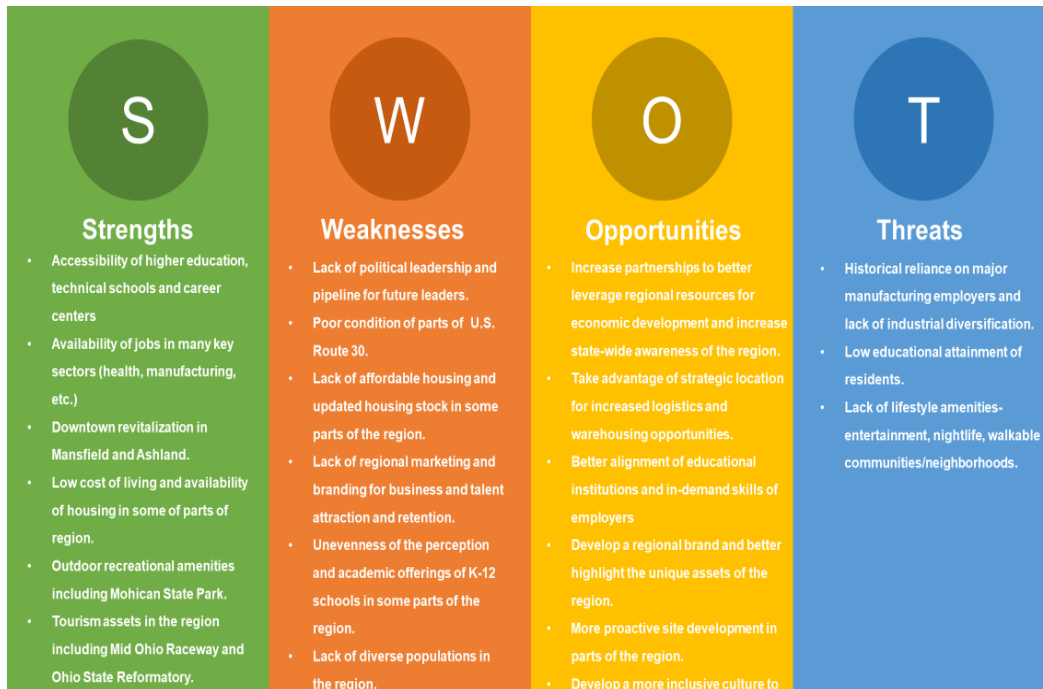 S
Strengths
• Accessibility of higher education,
technical schools and career
centers
• Availability of jobs in many key
sectors (health, manufacturing,
etc.)
• Downtown revitalization in
Mansfield and Ashland.
• Low cost of living and availability
of housing in some of parts of
region.
• Outdoor recreational amenities
including Mohican State Park.
• Tourism assets in the region
including Mid Ohio Raceway and
Ohio State Reformatory.
W
Weaknesses
• Lack of political leadership and
pipeline for future leaders.
• Poor condition of parts of U.S.
Route 30.
• Lack of affordable housing and
updated housing stock in some
parts of the region.
• Lack of regional marketing and
branding for business and talent
attraction and retention.
• Unevenness of the perception
and academic offerings of K-12
schools in some parts of the
region.
• Lack of diverse populations in
the region.
O
Opportunities
• Increase partnerships to better
leverage regional resources for
economic development and increase
state-wide awareness of the region.
• Take advantage of strategic location
for increased logistics and
warehousing opportunities.
• Better alignment of educational
institutions and in-demand skills of
employers
• Develop a regional brand and better
highlight the unique assets of the
region.
• More proactive site development in
parts of the region.
• Develop a more inclusive culture to
T
Threats
• Historical reliance on major
manufacturing employers and
lack of industrial diversification.
• Low educational attainment of
residents.
• Lack of lifestyle amenities-
entertainment, nightlife, walkable
communities/neighborhoods.